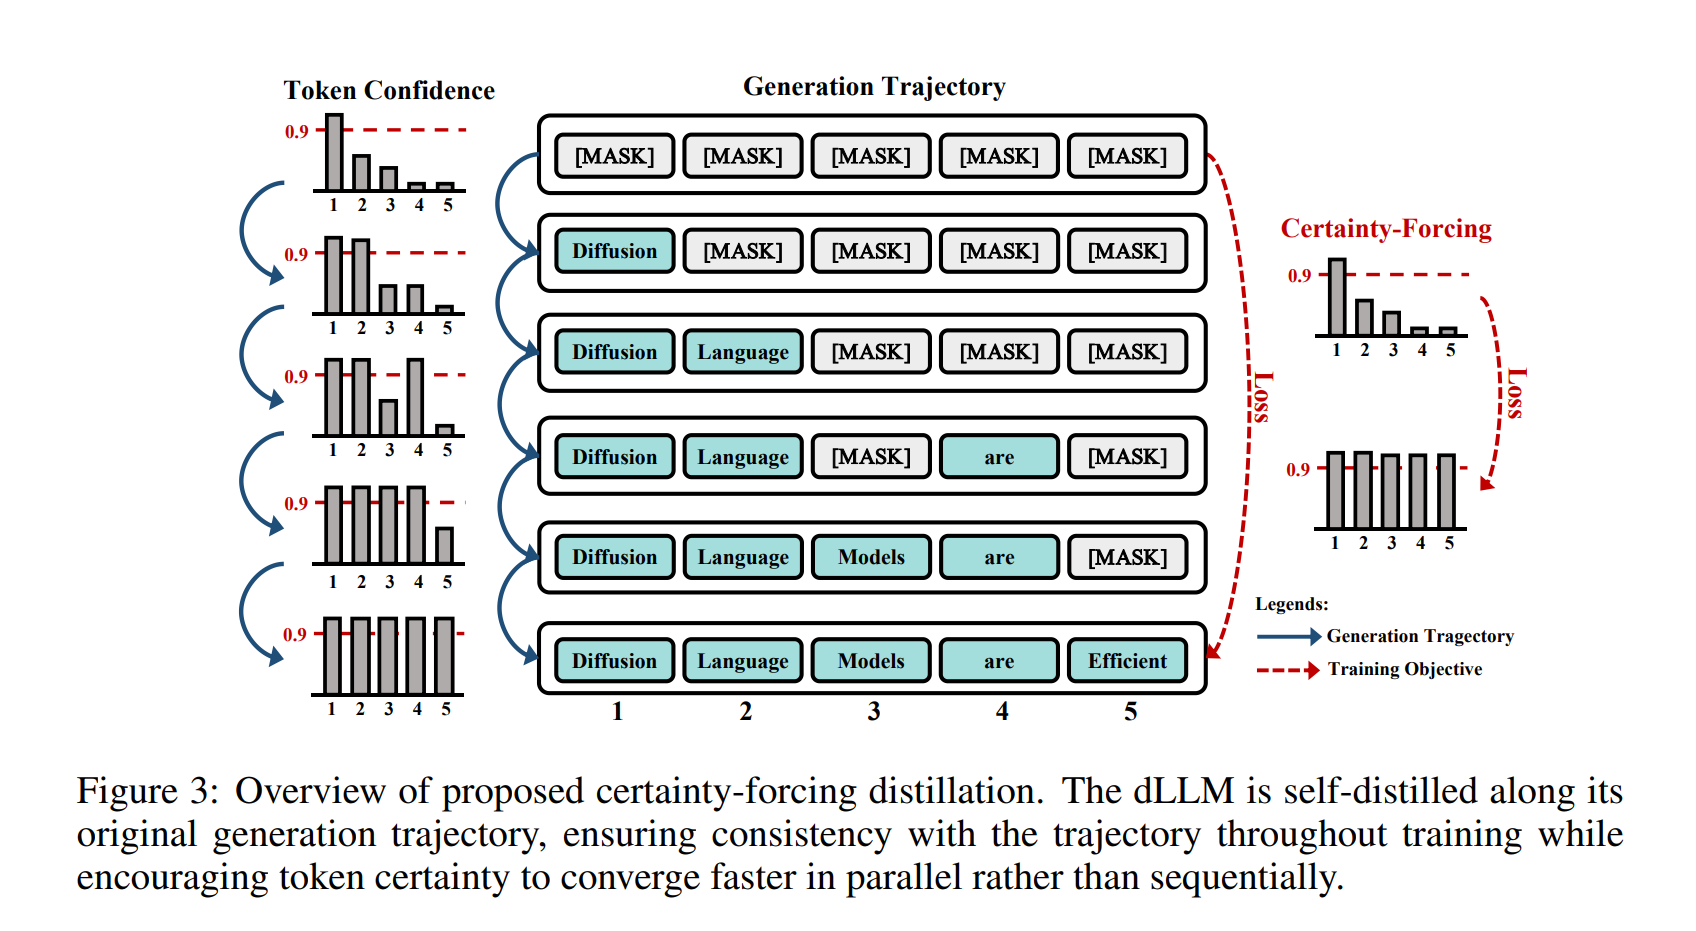 Token Confidence
0.9
1 2 3 4 5
0.9
1 2 3 4 5
0.9
1 2 3 4 5
0.9
1 2 3 4 5
0.9
1 2 3 4 5
Generation Trajectory
[MASK] [MASK] [MASK] [MASK] [MASK]
Diffusion [MASK] [MASK] [MASK] [MASK]
Diffusion Language [MASK] [MASK] [MASK]
Diffusion Language [MASK] are [MASK]
Diffusion Language Models are [MASK]
Diffusion Language Models are Efficient
1 2 3 4 5
Loss
Certainty-Forcing
0.9
1 2 3 4 5
Loss
0.9
1 2 3 4 5
Legends:
Generation Tragectory
Training Objective
Figure 3: Overview of proposed certainty-forcing distillation. The dLLM is self-distilled along its
original generation trajectory, ensuring consistency with the trajectory throughout training while
encouraging token certainty to converge faster in parallel rather than sequentially.